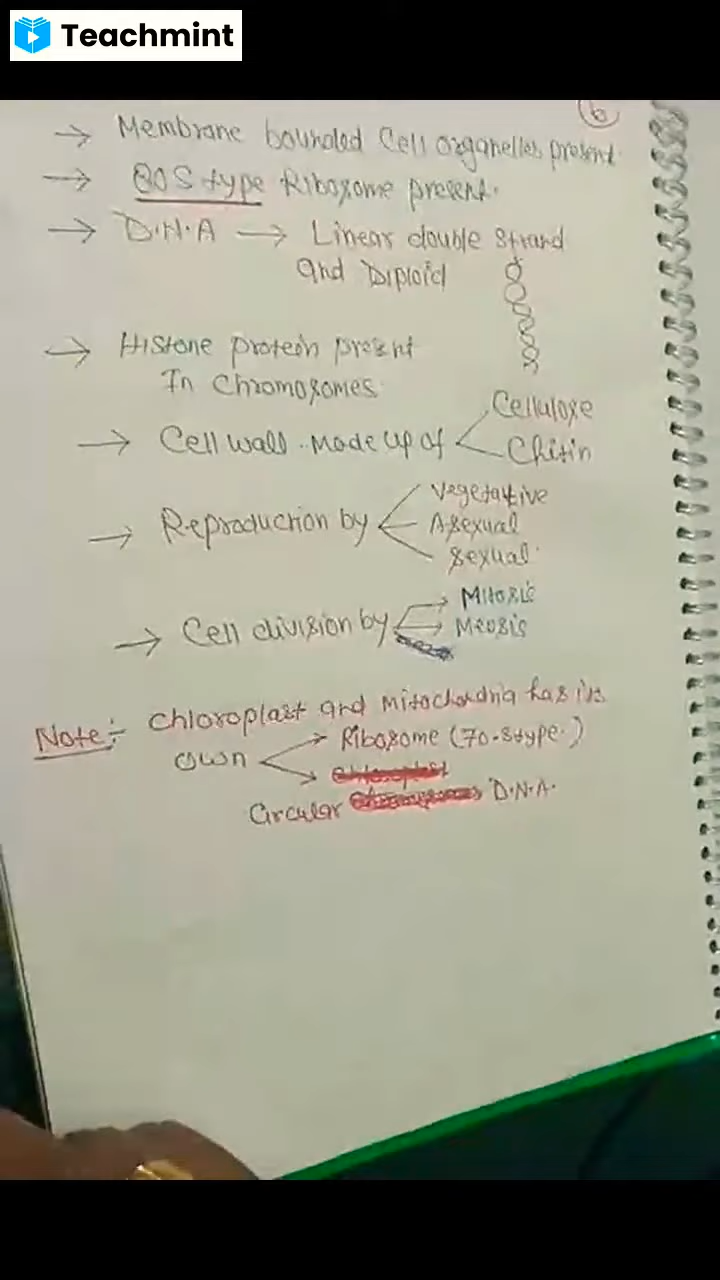 Teachmint
6
→ Membrane bounded Cell organelles present
→ 80S type Ribosome present.
→ D.N.A → Linear double strand
and Diploid
→ Histone protein present
In Chromosomes
→ Cell wall. Made up of Cellulose
Chitin
→ Reproduction by Vegetative
Asexual
Sexual
→ Cell division by → Mitosis
→ Meosis
Note:- Chloroplast and Mitochondria has its
own → Ribosome (70-Stype.)
Circular D.N.A.